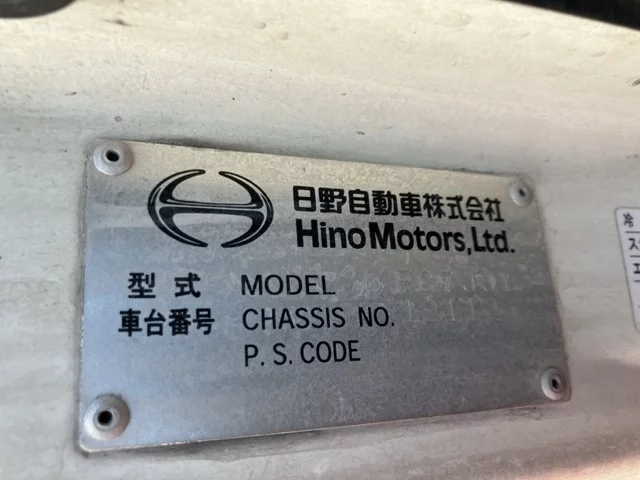 日野自動車株式会社
Hino Motors, Ltd.
型式 MODEL
車台番号 CHASSIS NO.
P. S. CODE
冷